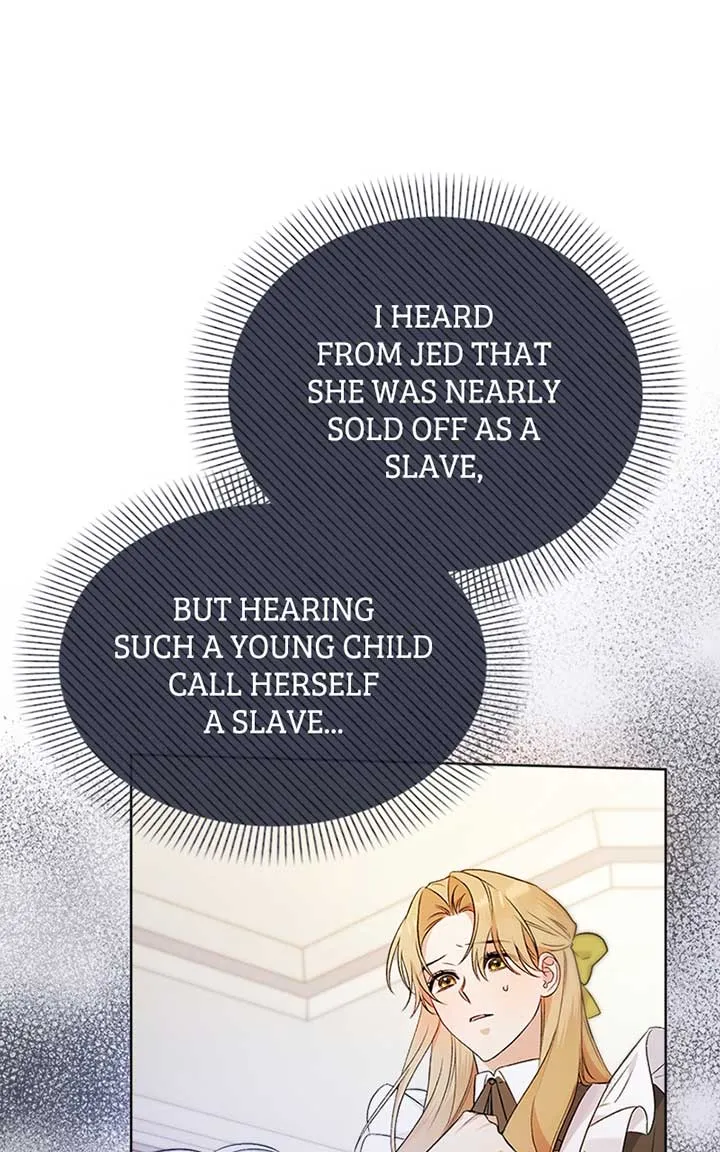 I HEARD
FROM JED THAT
SHE WAS NEARLY
SOLD OFF AS A
SLAVE,
BUT HEARING
SUCH A YOUNG CHILD
CALL HERSELF
A SLAVE...